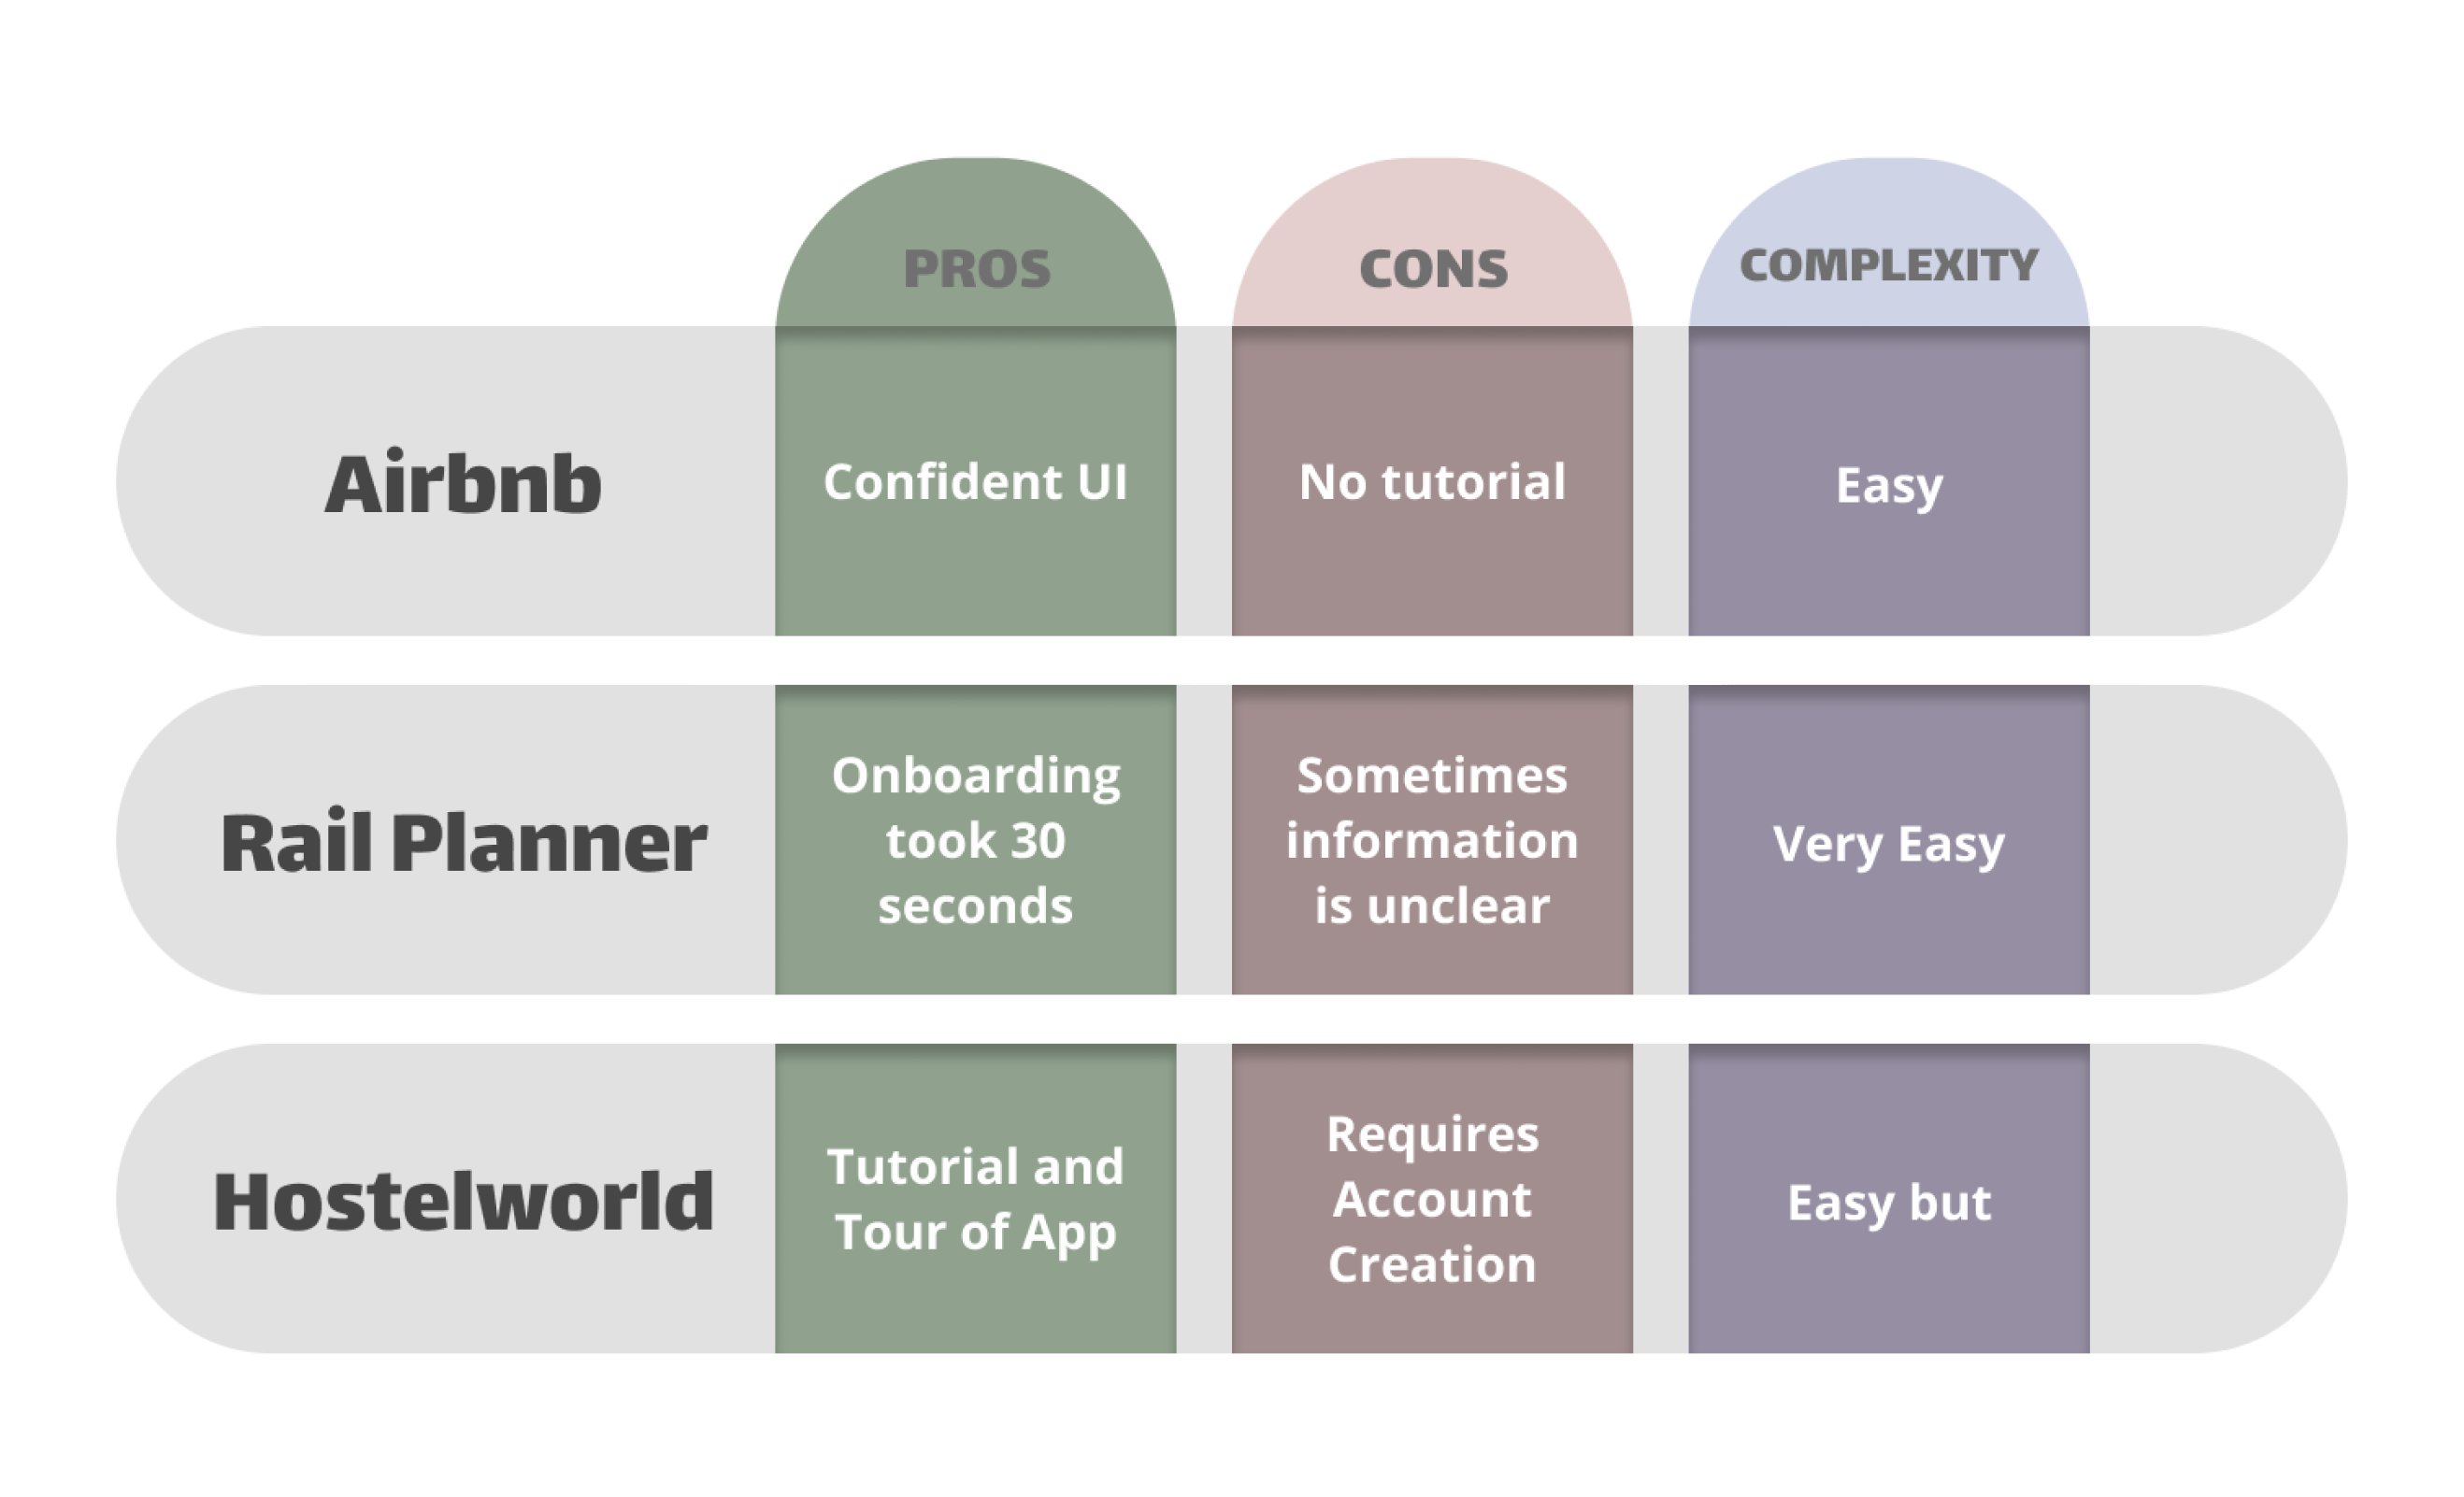 PROS
CONS
COMPLEXITY
Airbnb
Confident UI
No tutorial
Easy
Rail Planner
Onboarding
took 30
seconds
Sometimes
information
is unclear
Very Easy
Hostelworld
Tutorial and
Tour of App
Requires
Account
Creation
Easy but